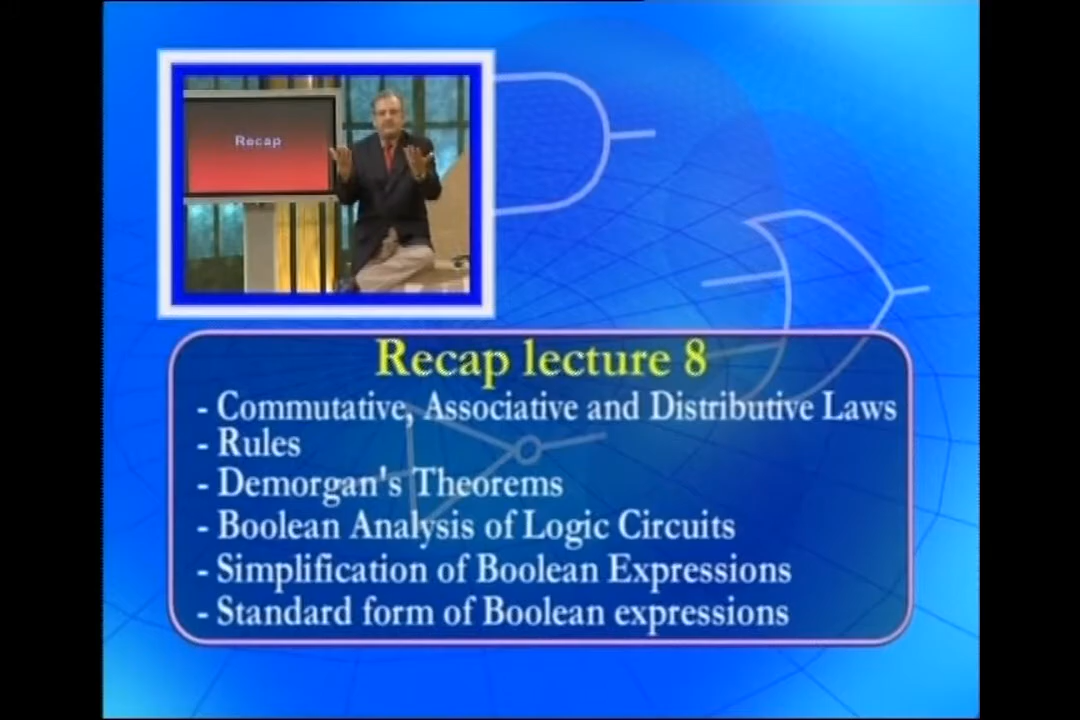 Recap
Recap lecture 8
- Commutative, Associative and Distributive Laws
- Rules
- Demorgan's Theorems
- Boolean Analysis of Logic Circuits
- Simplification of Boolean Expressions
- Standard form of Boolean expressions